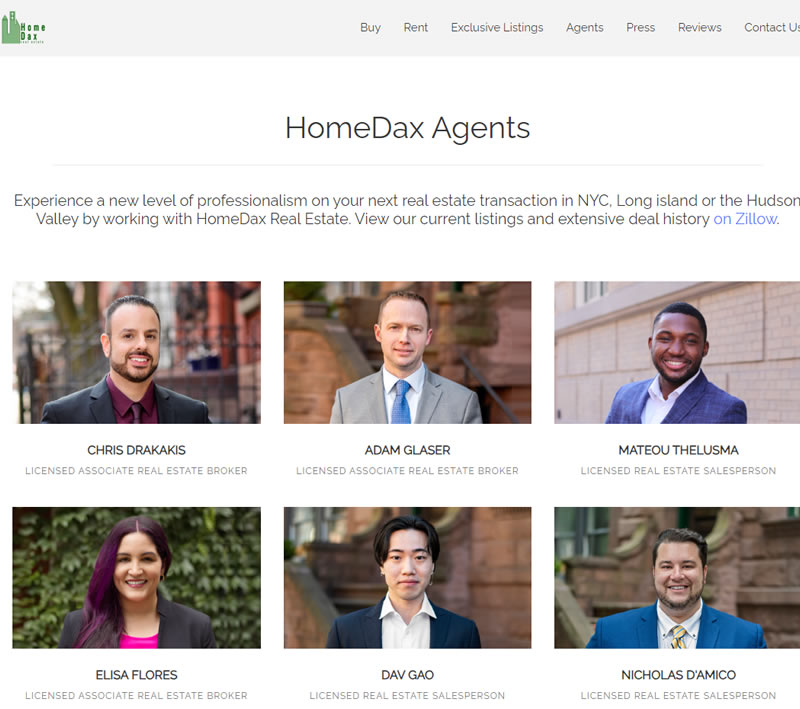 Home
Dax
real estate
Buy Rent Exclusive Listings Agents Press Reviews Contact Us
HomeDax Agents
Experience a new level of professionalism on your next real estate transaction in NYC, Long island or the Hudson
Valley by working with HomeDax Real Estate. View our current listings and extensive deal history on Zillow.
CHRIS DRAKAKIS ADAM GLASER MATEOU THELUSMA
LICENSED ASSOCIATE REAL ESTATE BROKER LICENSED ASSOCIATE REAL ESTATE BROKER LICENSED REAL ESTATE SALESPERSON
ELISA FLORES DAV GAO NICHOLAS D'AMICO
LICENSED ASSOCIATE REAL ESTATE BROKER LICENSED REAL ESTATE SALESPERSON LICENSED REAL ESTATE SALESPERSON